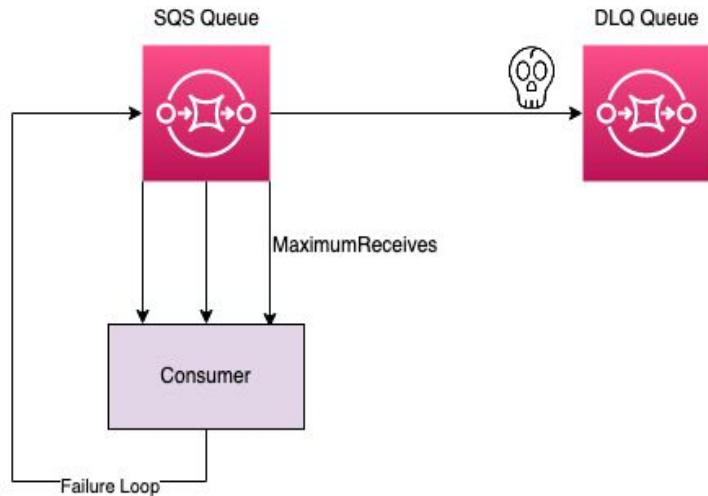 SQS Queue
DLQ Queue
MaximumReceives
Consumer
Failure Loop